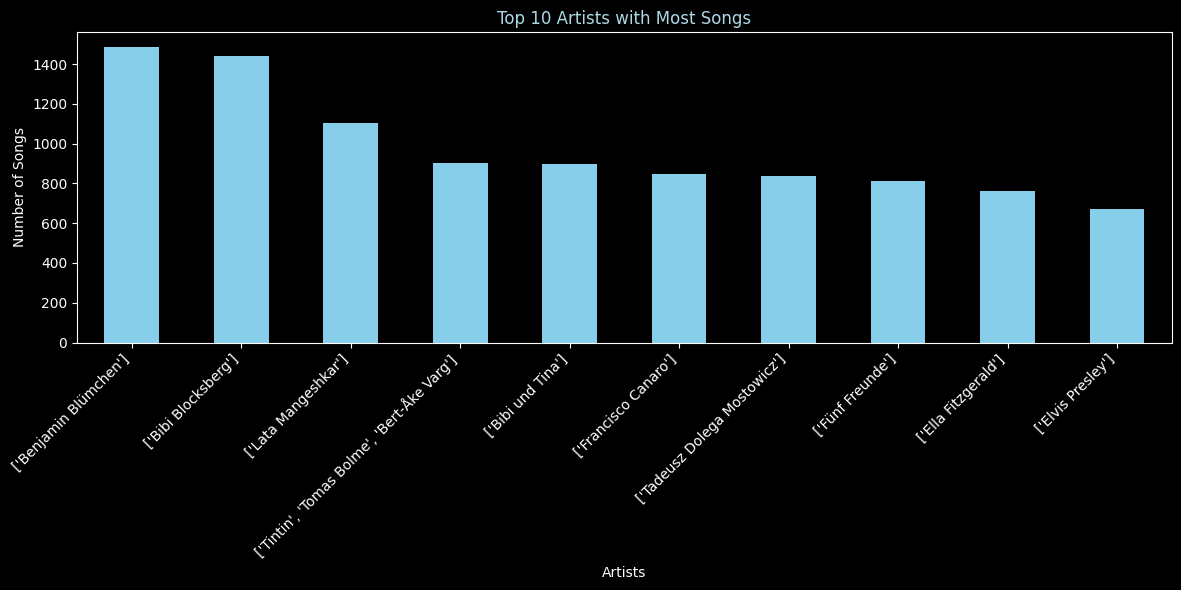 Top 10 Artists with Most Songs
Number of Songs
1400
1200
1000
800
600
400
200
0
['Benjamin Blümchen']
['Bibi Blocksberg']
['Lata Mangeshkar']
['Tintin', 'Tomas Bolme', 'Bert-Åke Varg']
['Bibi und Tina']
['Francisco Canaro']
['Tadeusz Dolega Mostowicz']
['Fünf Freunde']
['Ella Fitzgerald']
['Elvis Presley']
Artists